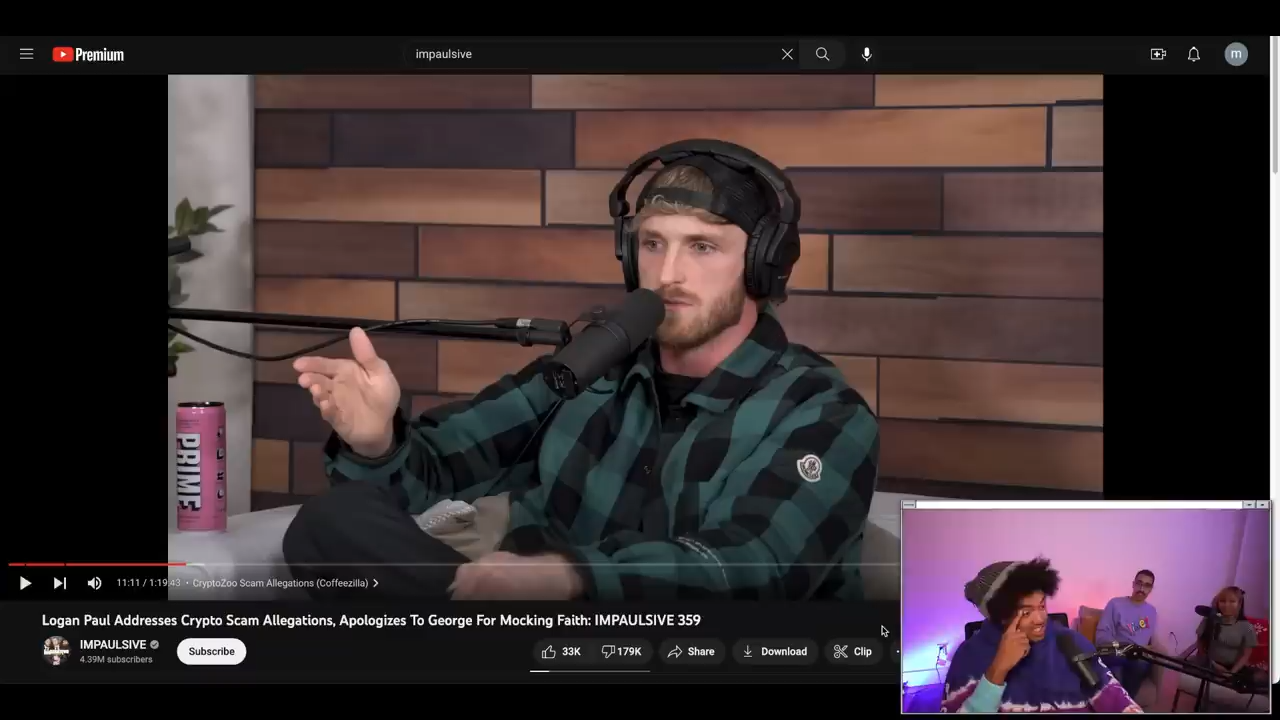 Premium
impaulsive
m
PRIME
11:11 / 1:19:43 • CryptoZoo Scam Allegations (Coffeezilla)
Logan Paul Addresses Crypto Scam Allegations, Apologizes To George For Mocking Faith: IMPAULSIVE 359
IMPAULSIVE
4.39M subscribers
Subscribe
33K
179K
Share
Download
Clip